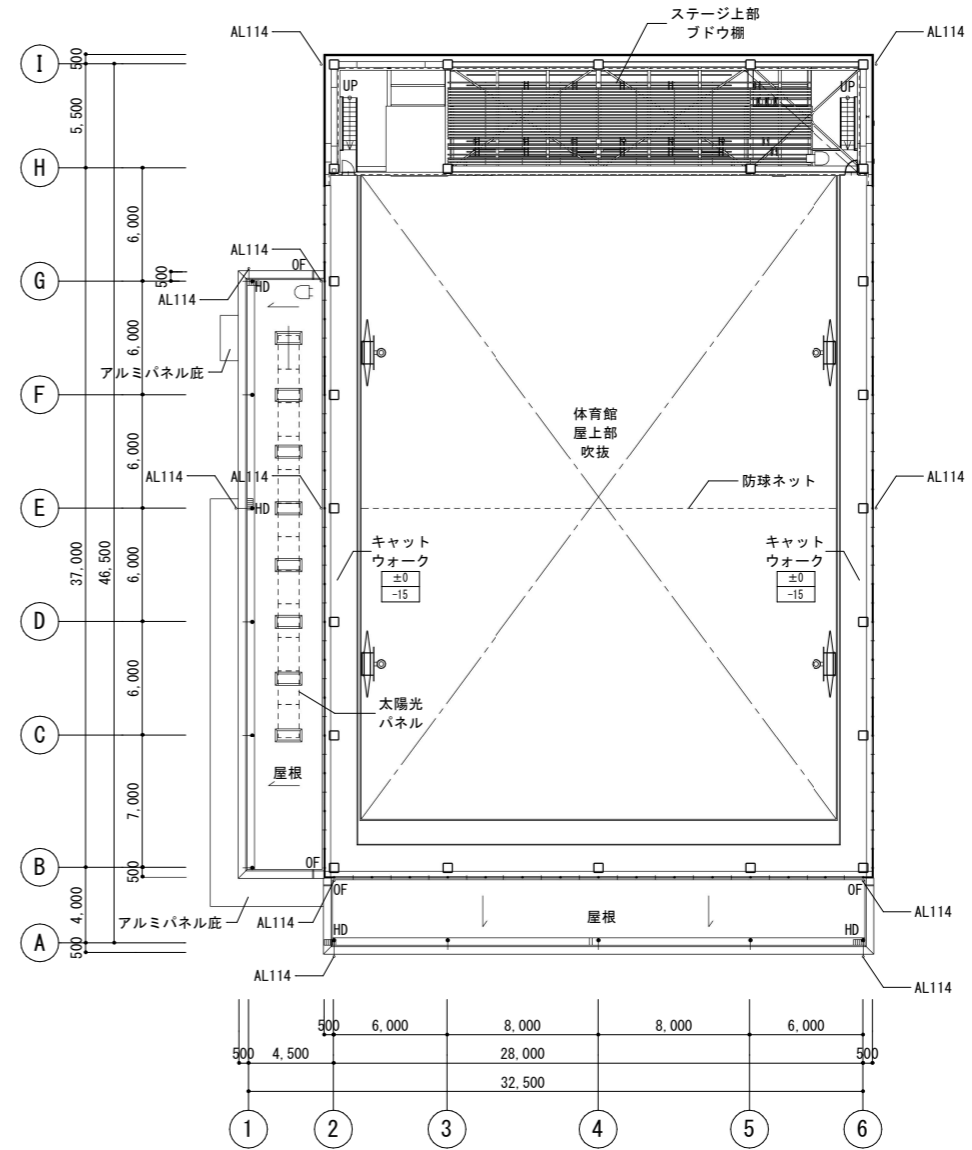 ステージ上部
ブドウ棚
AL114
AL114
I
500
UP
UP
5,500
H
6,000
AL114
OF
G
500
HD
AL114
6,000
アルミパネル庇
F
体育館
屋上部
吹抜
6,000
AL114
AL114
AL114
防球ネット
E
HD
キャット
ウォーク
±0
-15
キャット
ウォーク
±0
-15
37,000
46,500
6,000
D
6,000
太陽光
パネル
C
屋根
7,000
OF
B
500
OF
OF
アルミパネル庇
AL114
屋根
AL114
4,000
HD
HD
A
500
AL114
AL114
500
6,000
8,000
8,000
6,000
500
4,500
28,000
500
32,500
1
2
3
4
5
6